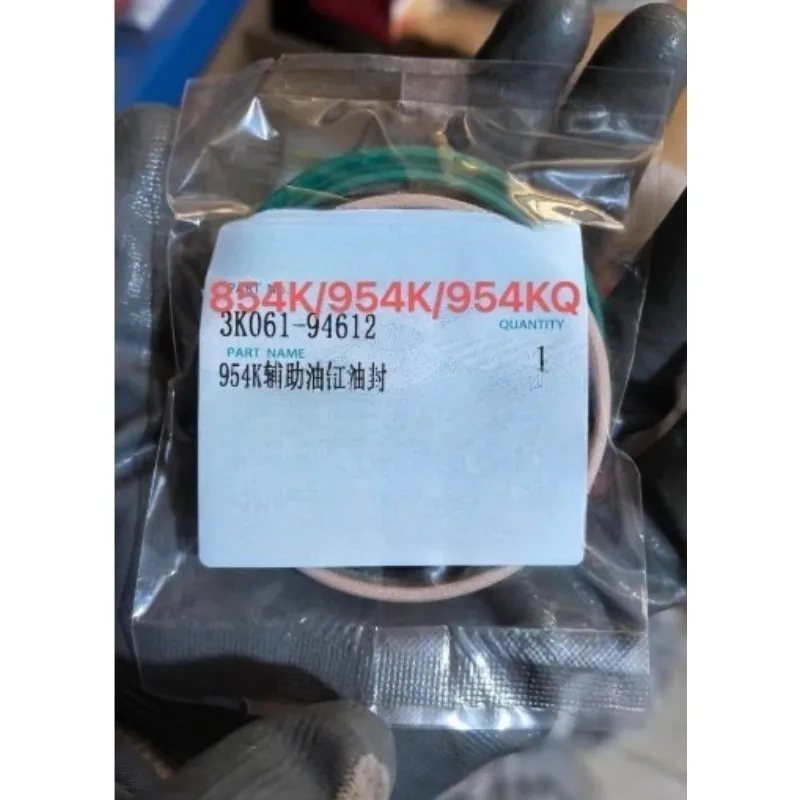 PART N
854K/954K/954KQ
3K061-94612
QUANTITY
PART NAME
1
954K辅助油缸油封